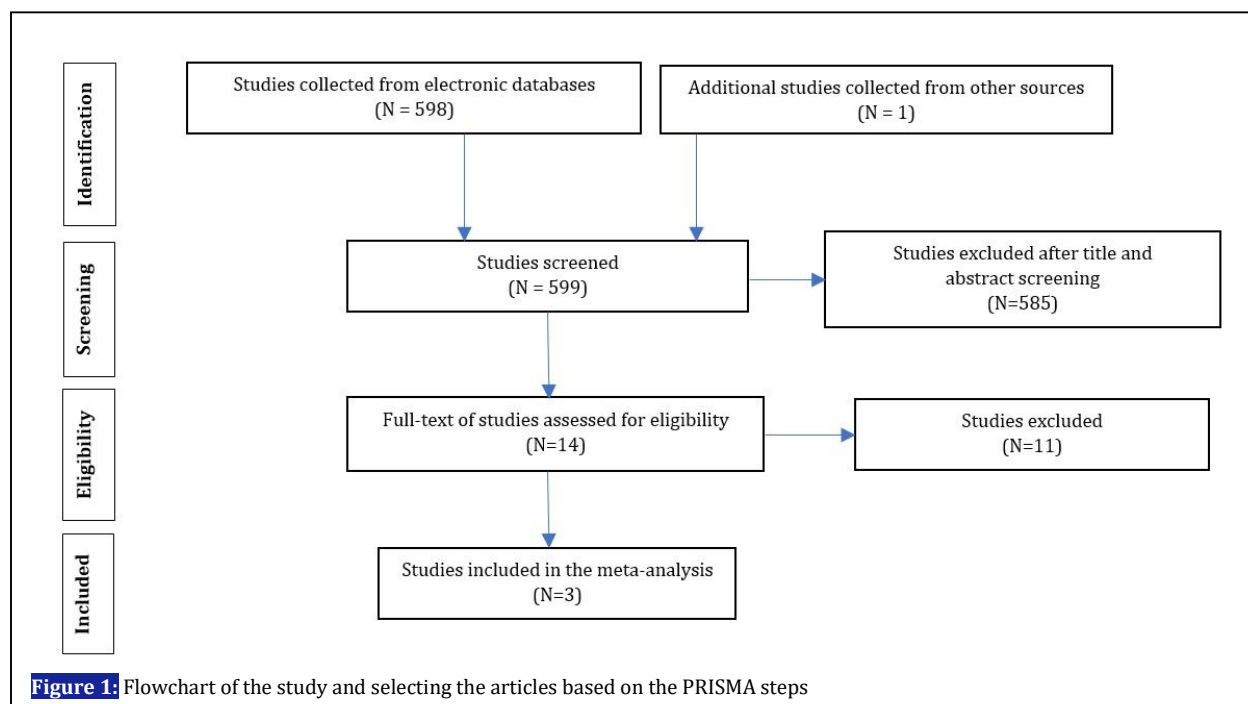 Identification
Studies collected from electronic databases
(N = 598)
Additional studies collected from other sources
(N = 1)
Screening
Studies screened
(N = 599)
Studies excluded after title and
abstract screening
(N=585)
Eligibility
Full-text of studies assessed for eligibility
(N=14)
Studies excluded
(N=11)
Included
Studies included in the meta-analysis
(N=3)
Figure 1: Flowchart of the study and selecting the articles based on the PRISMA steps